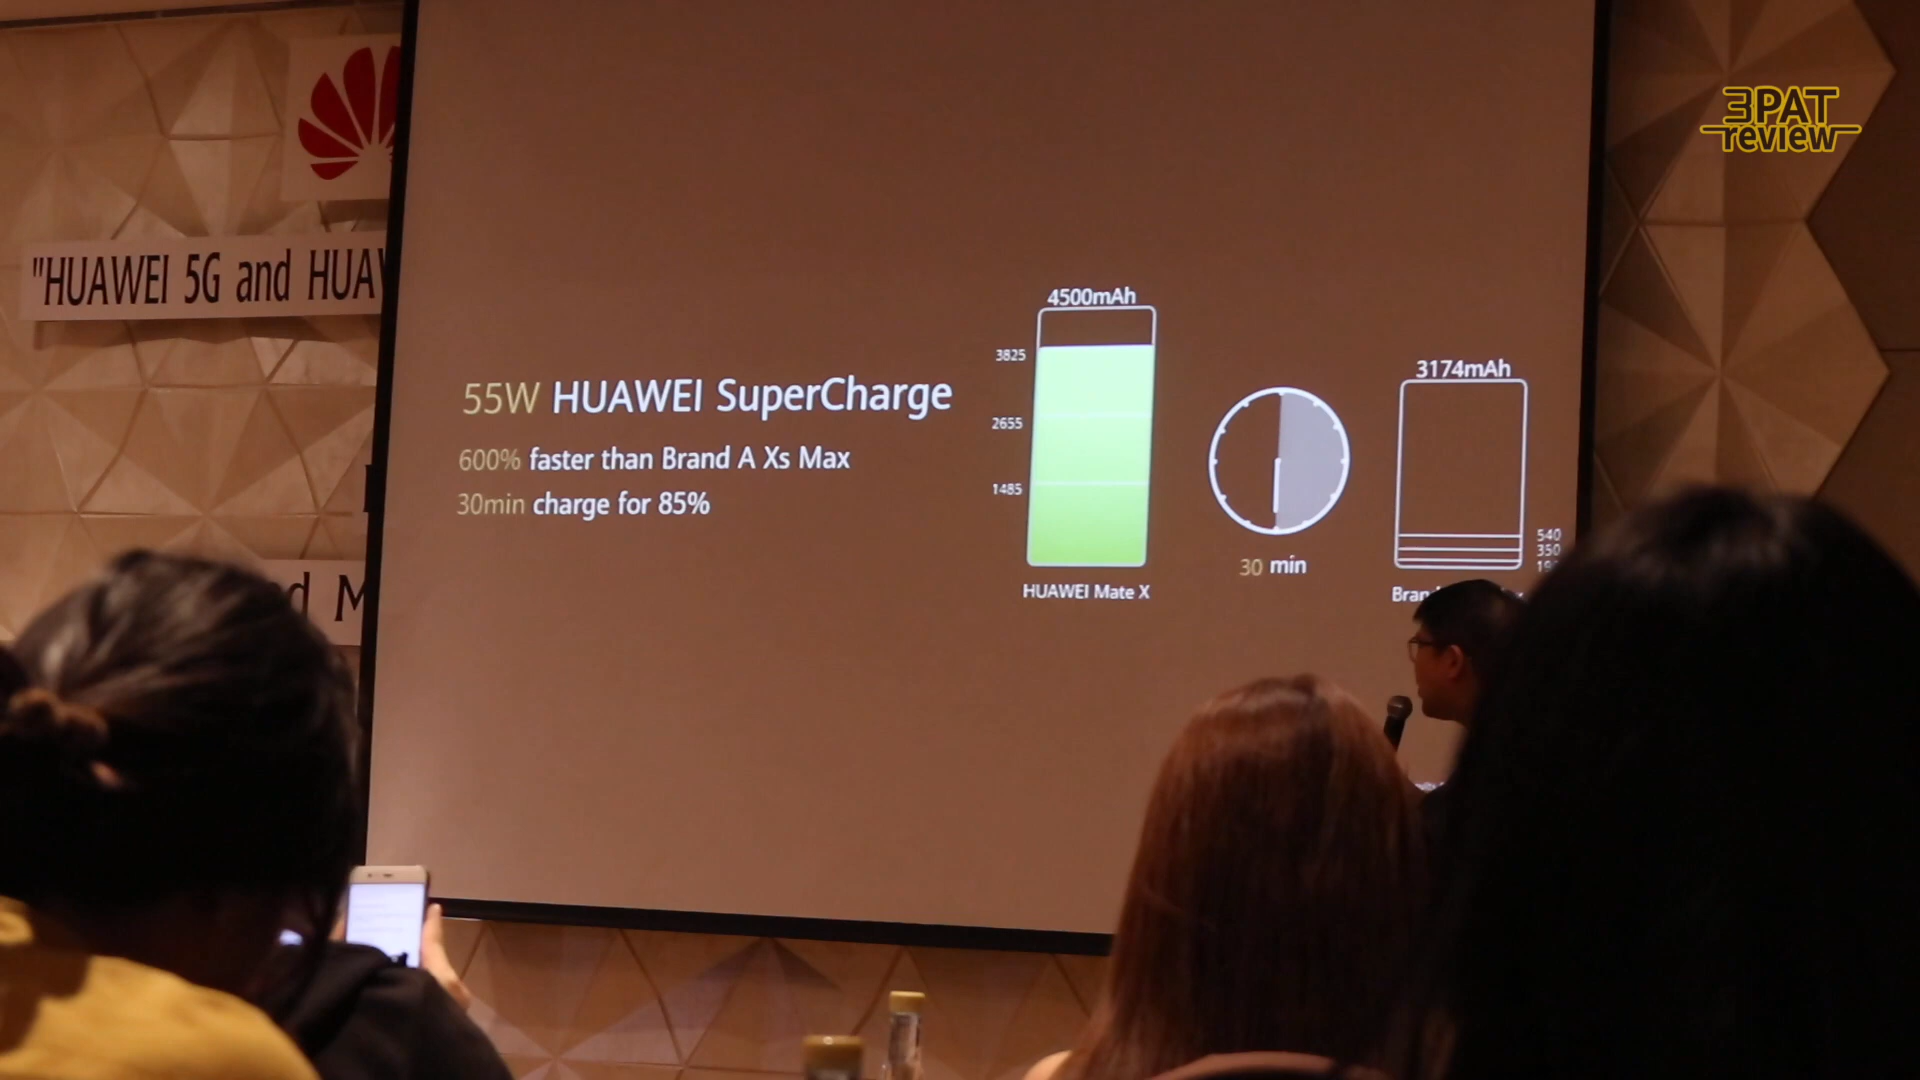 3PAT
review
"HUAWEI 5G and
55W HUAWEI SuperCharge
600% faster than Brand A Xs Max
30min charge for 85%
4500mAh
3825
2655
1485
HUAWEI Mate X
30 min
3174mAh
540
350